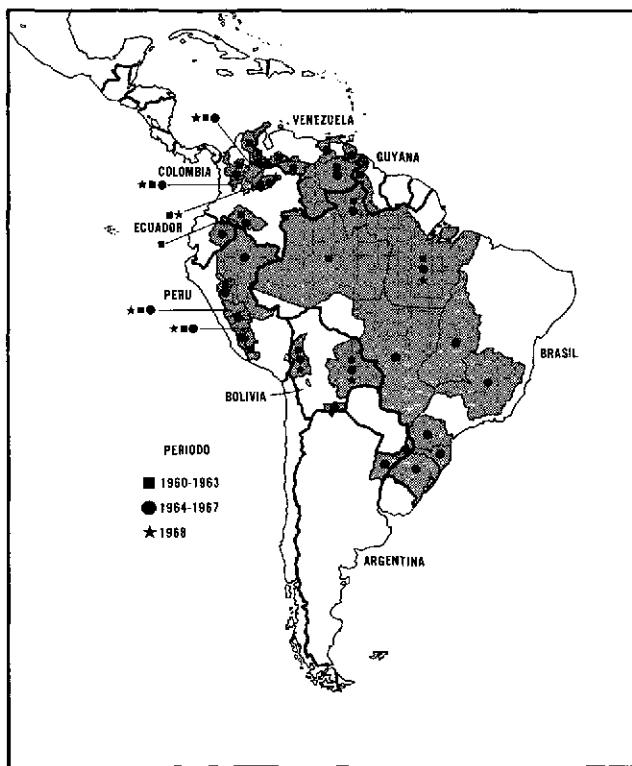 VENEZUELA
GUYANA
COLOMBIA
ECUADOR
PERU
BRASIL
BOLIVIA
PERIODO
1960-1963
1964-1967
1968
ARGENTINA